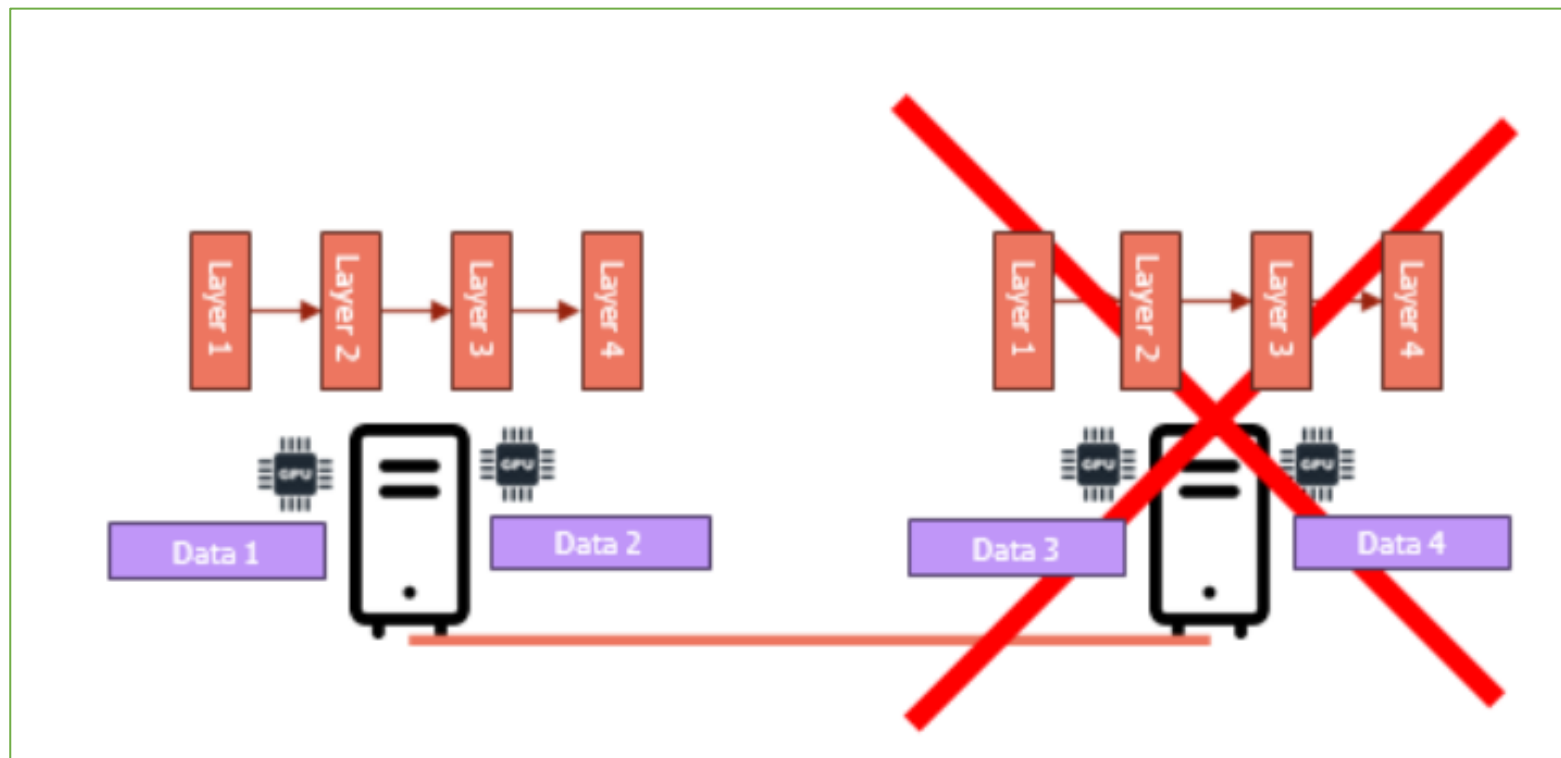 Layer 1
Layer 2
Layer 3
Layer 4
Layer 1
Layer 2
Layer 3
Layer 4
GPU
GPU
GPU
GPU
Data 1
Data 2
Data 3
Data 4